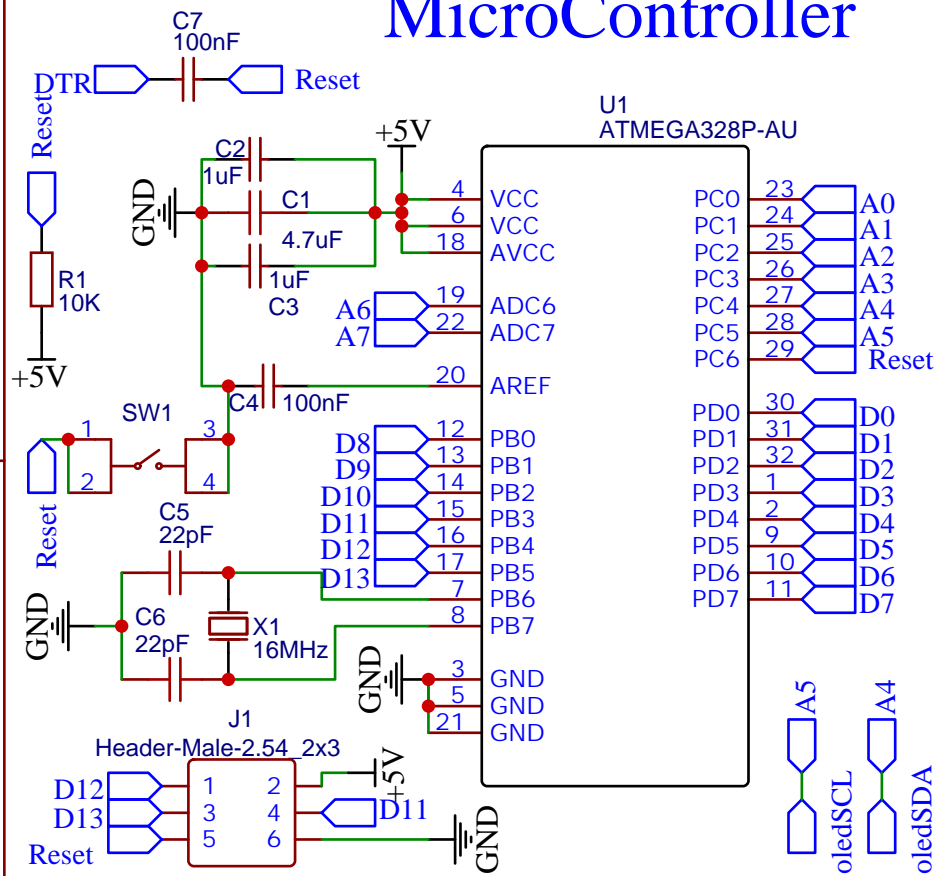 MicroController
C7
100nF
DTR
Reset
Reset
R1
10K
+5V
GND
C2
1uF
C1
4.7uF
1uF
C3
+5V
U1
ATMEGA328P-AU
4 VCC
6 VCC
18 AVCC
A6 19 ADC6
A7 22 ADC7
20 AREF
C4 100nF
D8 12 PB0
D9 13 PB1
D10 14 PB2
D11 15 PB3
D12 16 PB4
D13 17 PB5
7 PB6
8 PB7
GND
3 GND
5 GND
21 GND
PC0 23 A0
PC1 24 A1
PC2 25 A2
PC3 26 A3
PC4 27 A4
PC5 28 A5
PC6 29 Reset
PD0 30 D0
PD1 31 D1
PD2 32 D2
PD3 1 D3
PD4 2 D4
PD5 9 D5
PD6 10 D6
PD7 11 D7
SW1
1 3
2 4
Reset
C5
22pF
GND
C6
22pF
X1
16MHz
J1
Header-Male-2.54_2x3
D12 1 2 +5V
D13 3 4 D11
Reset 5 6 GND
A5
oledSCL
A4
oledSDA